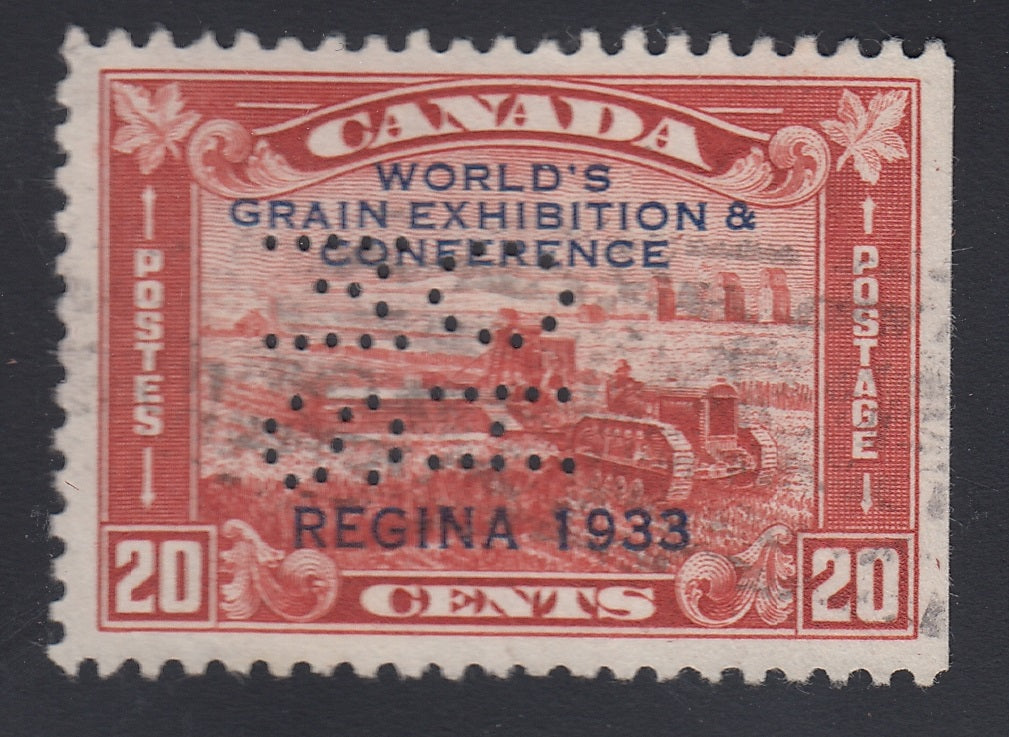 CANADA
WORLD'S
GRAIN EXHIBITION &
CONFERENCE
POSTES
POSTAGE
REGINA 1933
20
CENTS
20